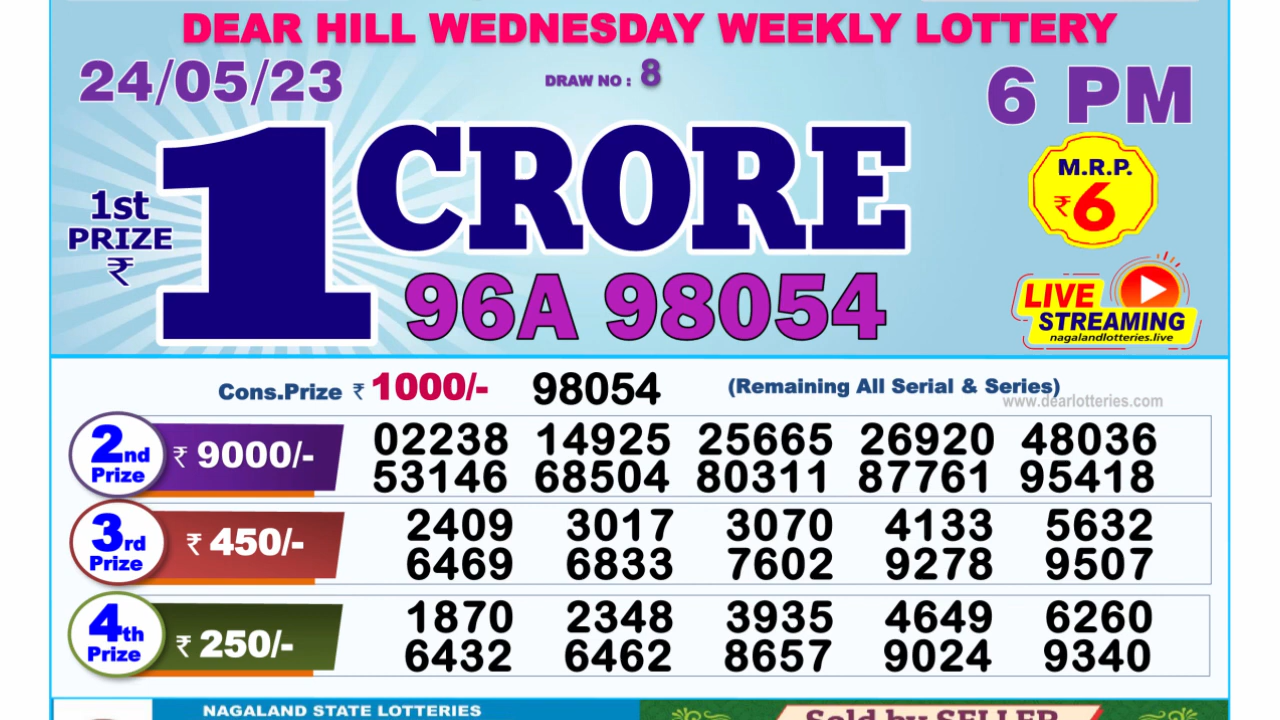 DEAR HILL WEDNESDAY WEEKLY LOTTERY
24/05/23
DRAW NO : 8
6 PM
1st
PRIZE
₹
1 CRORE
96A 98054
M.R.P.
₹6
LIVE
STREAMING
nagalandlotteries.live
Cons.Prize ₹ 1000/- 98054 (Remaining All Serial & Series)
www.dearlotteries.com
2nd
Prize
₹ 9000/-
02238 14925 25665 26920 48036
53146 68504 80311 87761 95418
3rd
Prize
₹ 450/-
2409 3017 3070 4133 5632
6469 6833 7602 9278 9507
4th
Prize
₹ 250/-
1870 2348 3935 4649 6260
6432 6462 8657 9024 9340
NAGALAND STATE LOTTERIES
Sold by SELLER